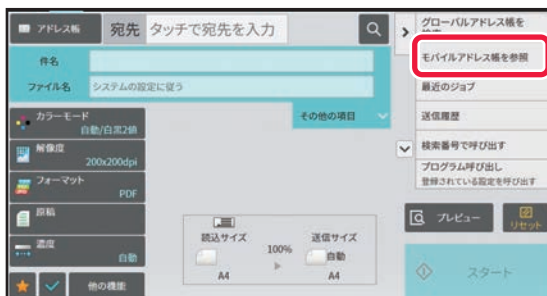 アドレス帳
宛先
タッチで宛先を入力
件名
ファイル名
システムの設定に従う
その他の項目
カラーモード
自動/白黒2値
解像度
200x200dpi
フォーマット
PDF
原稿
濃度
自動
他の機能
読込サイズ
A4
100%
送信サイズ
自動
A4
グローバルアドレス帳を
モバイルアドレス帳を参照
最近のジョブ
送信履歴
検索番号で呼び出す
プログラム呼び出し
登録されている設定を呼び出す
プレビュー
リセット
スタート